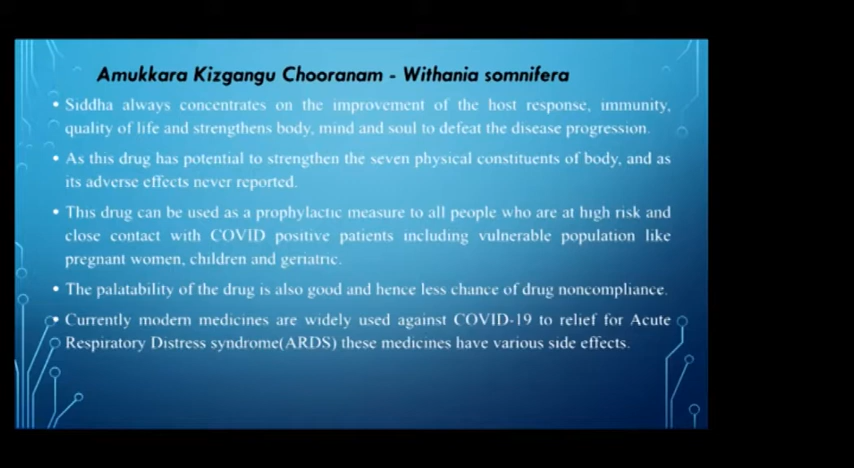 Amukkara Kizgangu Chooranam - Withania somnifera
• Siddha always concentrates on the improvement of the host response, immunity,
quality of life and strengthens body, mind and soul to defeat the disease progression.
• As this drug has potential to strengthen the seven physical constituents of body, and as
its adverse effects never reported.
• This drug can be used as a prophylactic measure to all people who are at high risk and
close contact with COVID positive patients including vulnerable population like
pregnant women, children and geriatric.
• The palatability of the drug is also good and hence less chance of drug noncompliance.
• Currently modern medicines are widely used against COVID-19 to relief for Acute
Respiratory Distress syndrome(ARDS) these medicines have various side effects.